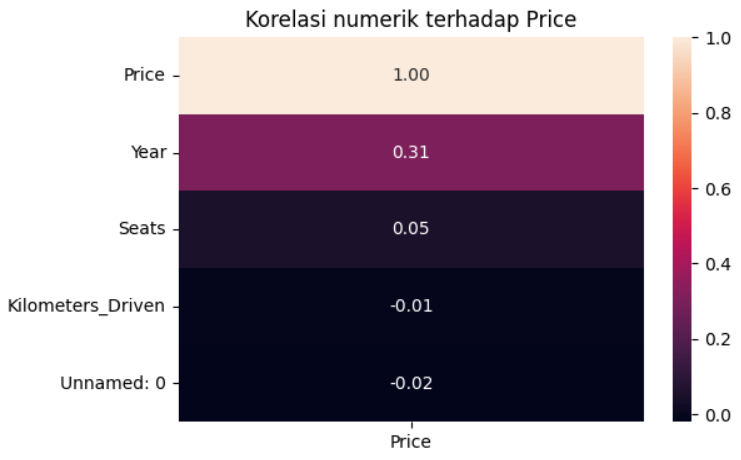 Korelasi numerik terhadap Price
Price
1.00
Year
0.31
Seats
0.05
Kilometers_Driven
-0.01
Unnamed: 0
-0.02
Price
1.0
0.8
0.6
0.4
0.2
0.0